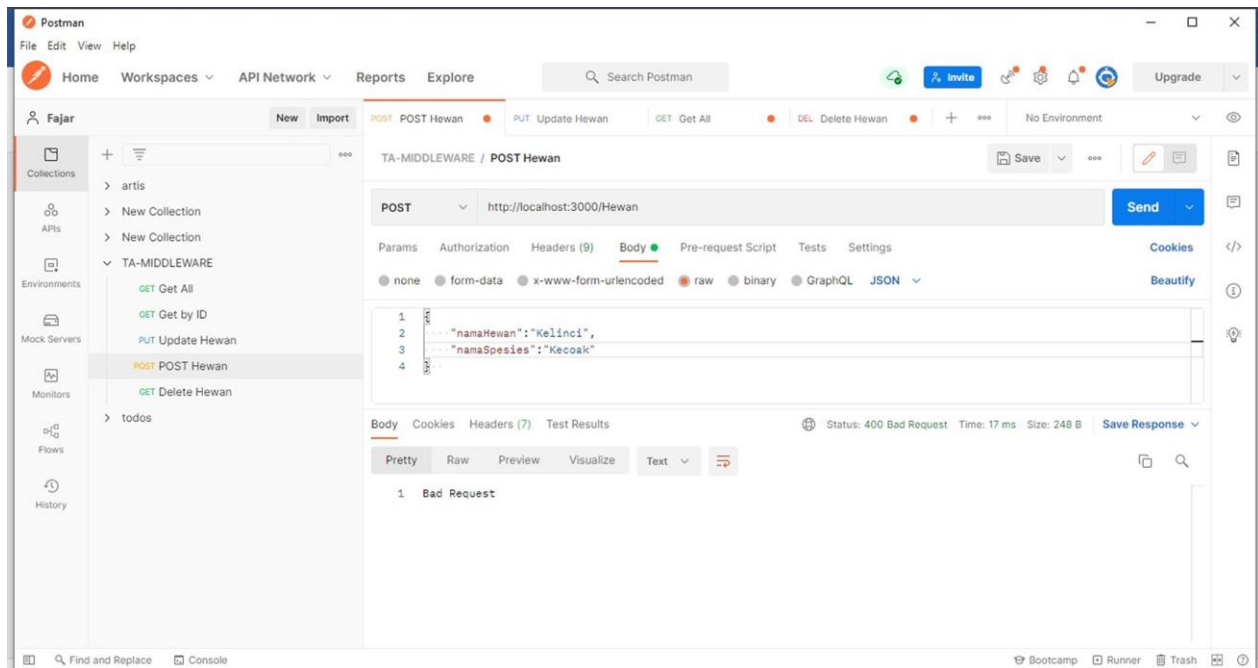 Postman
File Edit View Help
Home Workspaces API Network Reports Explore Search Postman Invite Upgrade
Fajar New Import POST POST Hewan PUT Update Hewan GET Get All DEL Delete Hewan No Environment
Collections
APIs
Environments
Mock Servers
Monitors
Flows
History
artis
New Collection
New Collection
TA-MIDDLEWARE
GET Get All
GET Get by ID
PUT Update Hewan
POST POST Hewan
GET Delete Hewan
todos
TA-MIDDLEWARE / POST Hewan Save
POST http://localhost:3000/Hewan Send
Params Authorization Headers (9) Body Pre-request Script Tests Settings Cookies
none form-data x-www-form-urlencoded raw binary GraphQL JSON Beautify
1 {
2 "namaHewan":"Kelinci",
3 "namaSpesies":"Kecoak"
4 }
Body Cookies Headers (7) Test Results Status: 400 Bad Request Time: 17 ms Size: 248 B Save Response
Pretty Raw Preview Visualize Text
1 Bad Request
Find and Replace Console Bootcamp Runner Trash